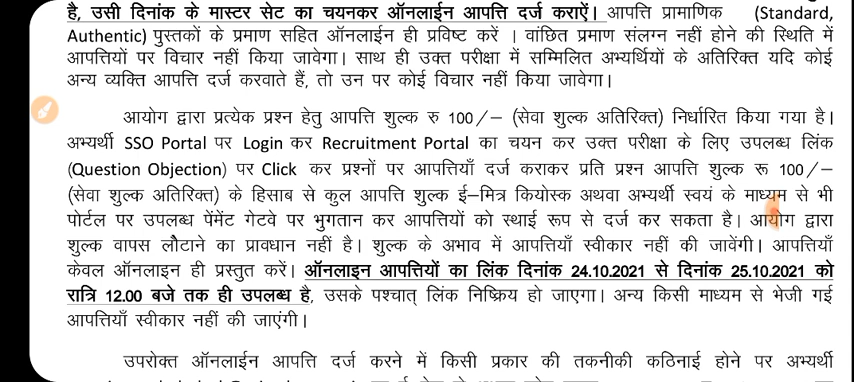 है, उसी दिनांक के मास्टर सेट का चयनकर ऑनलाईन आपत्ति दर्ज कराऐं। आपत्ति प्रामाणिक (Standard,
Authentic) पुस्तकों के प्रमाण सहित ऑनलाईन ही प्रविष्ट करें । वांछित प्रमाण संलग्न नहीं होने की स्थिति में
आपत्तियों पर विचार नहीं किया जावेगा। साथ ही उक्त परीक्षा में सम्मिलित अभ्यर्थियों के अतिरिक्त यदि कोई
अन्य व्यक्ति आपत्ति दर्ज करवाते हैं, तो उन पर कोई विचार नहीं किया जावेगा।
आयोग द्वारा प्रत्येक प्रश्न हेतु आपत्ति शुल्क रु 100/– (सेवा शुल्क अतिरिक्त) निर्धारित किया गया है।
अभ्यर्थी SSO Portal पर Login कर Recruitment Portal का चयन कर उक्त परीक्षा के लिए उपलब्ध लिंक
(Question Objection) पर Click कर प्रश्नों पर आपत्तियाँ दर्ज कराकर प्रति प्रश्न आपत्ति शुल्क रू 100/–
(सेवा शुल्क अतिरिक्त) के हिसाब से कुल आपत्ति शुल्क ई–मित्र कियोस्क अथवा अभ्यर्थी स्वयं के माध्यम से भी
पोर्टल पर उपलब्ध पेंमेंट गेटवे पर भुगतान कर आपत्तियों को स्थाई रूप से दर्ज कर सकता है। आयोग द्वारा
शुल्क वापस लौटाने का प्रावधान नहीं है। शुल्क के अभाव में आपत्तियाँ स्वीकार नहीं की जावेंगी। आपत्तियाँ
केवल ऑनलाइन ही प्रस्तुत करें। ऑनलाइन आपत्तियों का लिंक दिनांक 24.10.2021 से दिनांक 25.10.2021 को
रात्रि 12.00 बजे तक ही उपलब्ध है, उसके पश्चात् लिंक निष्क्रिय हो जाएगा। अन्य किसी माध्यम से भेजी गई
आपत्तियाँ स्वीकार नहीं की जाएंगी।
उपरोक्त ऑनलाईन आपत्ति दर्ज करने में किसी प्रकार की तकनीकी कठिनाई होने पर अभ्यर्थी